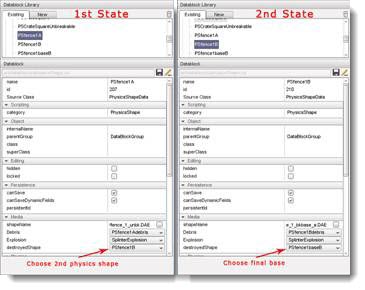 Datablock Library
Existing New
1st State
PSCrateSquareUnbreakable
PSfence1A
PSfence1B
PSfence1baseB
Datablock
name PSfence1A
id 207
Source Class PhysicsShapeData
Scripting
category PhysicsShape
Object
internalName
parentGroup DataBlockGroup
class
superClass
Editing
hidden
locked
Persistence
canSave
canSaveDynamicFields
persistentId
Media
shapeName
Debris PSfence1Adebris
Explosion SplinterExplosion
destroyedShape PSfence1B
Choose 2nd physics shape
Datablock Library
Existing New
2nd State
PSCrateSquareUnbreakable
PSfence1A
PSfence1B
PSfence1baseB
Datablock
name PSfence1B
id 210
Source Class PhysicsShapeData
Scripting
category PhysicsShape
Object
internalName
parentGroup DataBlockGroup
class
superClass
Editing
hidden
locked
Persistence
canSave
canSaveDynamicFields
persistentId
Media
shapeName
Debris PSfence1Bdebris
Explosion SplinterExplosion
destroyedShape PSfence1baseB
Choose final base